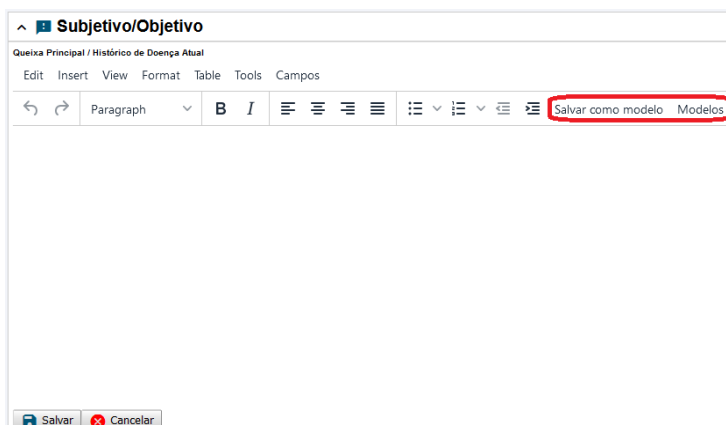 Subjetivo/Objetivo
Queixa Principal / Histórico de Doença Atual
Edit Insert View Format Table Tools Campos
Paragraph B I Salvar como modelo Modelos
Salvar Cancelar